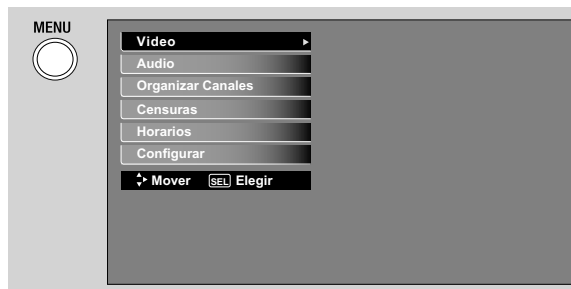 MENU
Video
Audio
Organizar Canales
Censuras
Horarios
Configurar
Mover SEL Elegir